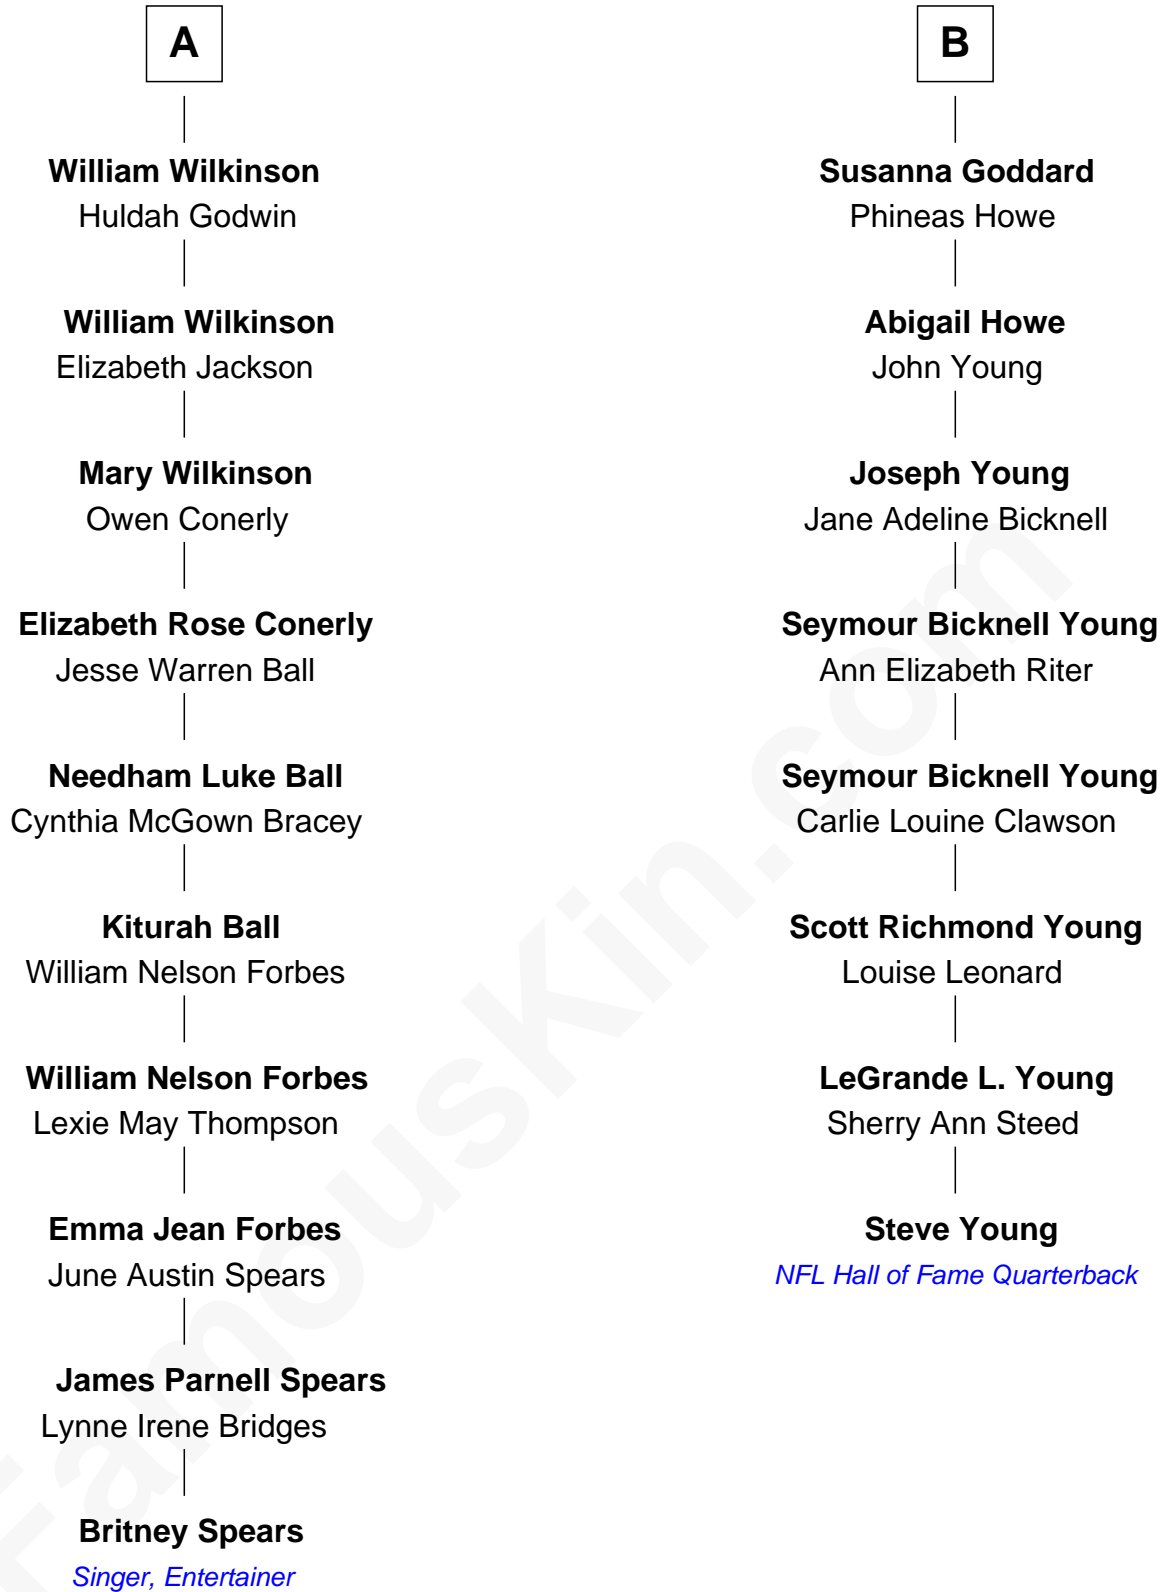 A
William Wilkinson
Huldah Godwin
William Wilkinson
Elizabeth Jackson
Mary Wilkinson
Owen Conerly
Elizabeth Rose Conerly
Jesse Warren Ball
Needham Luke Ball
Cynthia McGown Bracey
Kiturah Ball
William Nelson Forbes
William Nelson Forbes
Lexie May Thompson
Emma Jean Forbes
June Austin Spears
James Parnell Spears
Lynne Irene Bridges
Britney Spears
Singer, Entertainer
B
Susanna Goddard
Phineas Howe
Abigail Howe
John Young
Joseph Young
Jane Adeline Bicknell
Seymour Bicknell Young
Ann Elizabeth Riter
Seymour Bicknell Young
Carlie Louine Clawson
Scott Richmond Young
Louise Leonard
LeGrande L. Young
Sherry Ann Steed
Steve Young
NFL Hall of Fame Quarterback
FamousKin.com